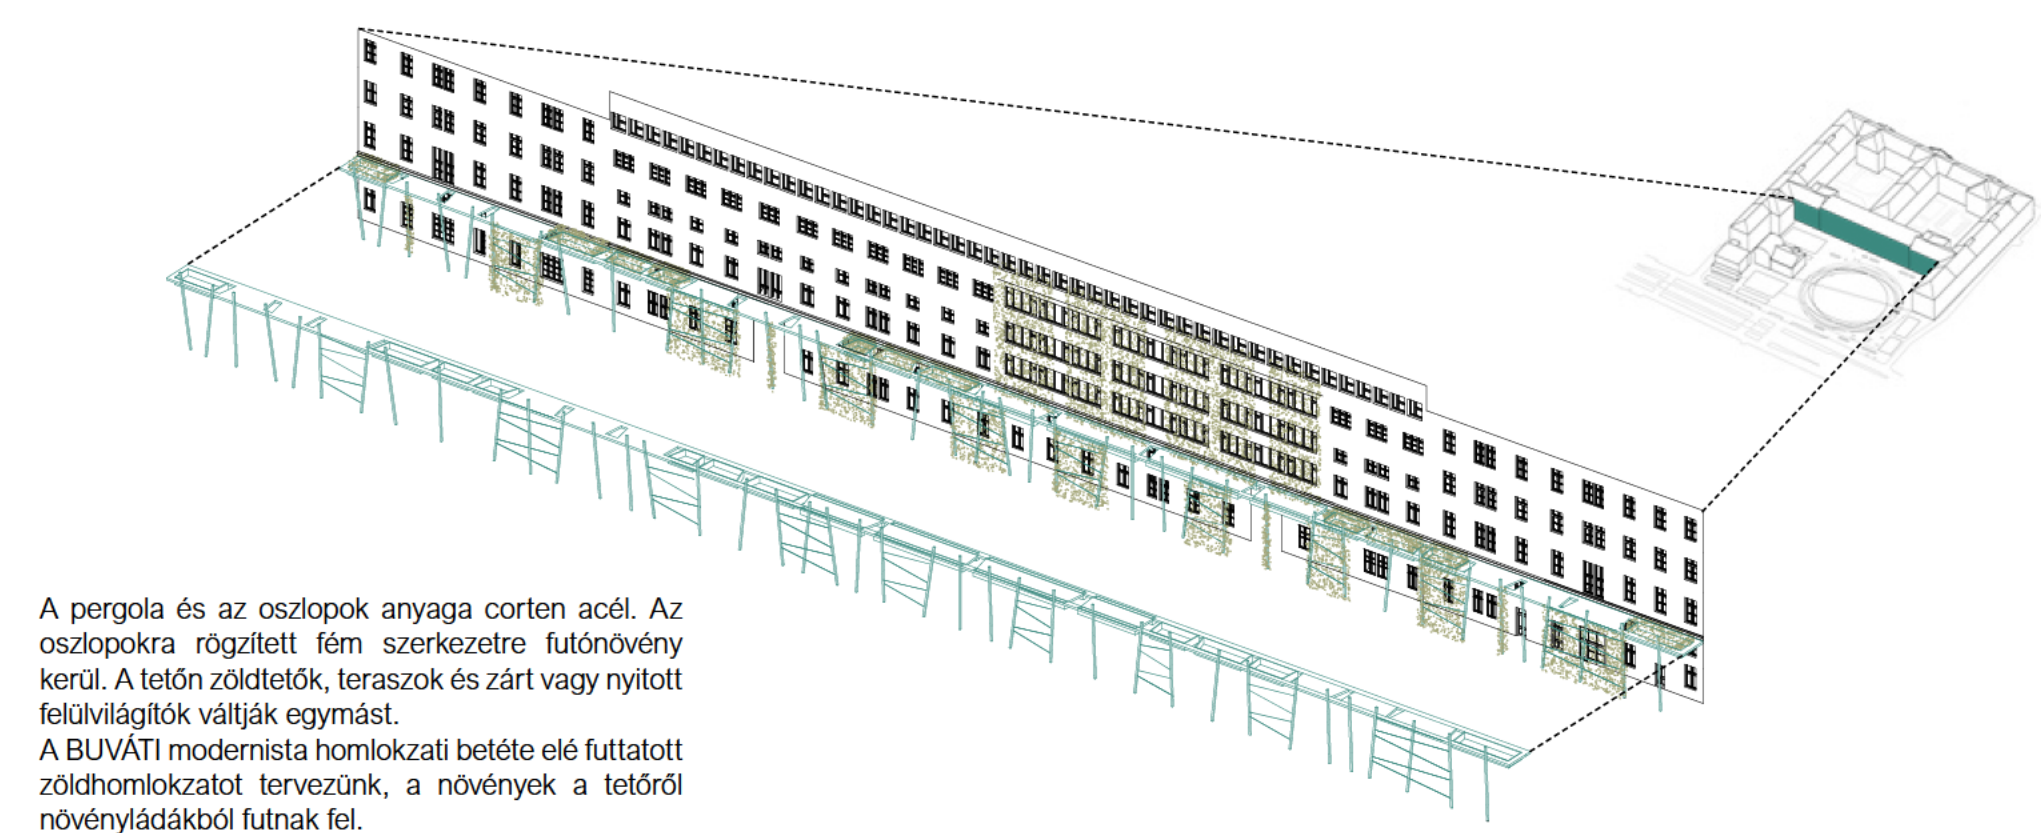 A pergola és az oszlopok anyaga corten acél. Az
oszlopokra rögzített fém szerkezetre futónövény
kerül. A tetőn zöldtetők, teraszok és zárt vagy nyitott
felülvilágítók váltják egymást.
A BUVÁTI modernista homlokzati betéte elé futtatott
zöldhomlokzatot tervezünk, a növények a tetőről
növényládákból futnak fel.